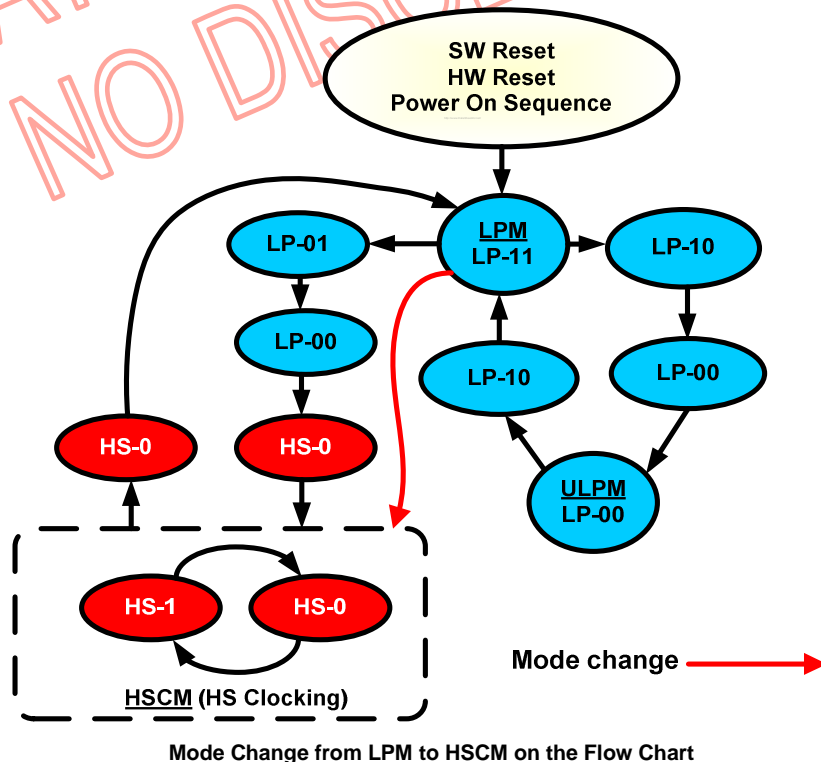 NO DISCL
SW Reset
HW Reset
Power On Sequence
LPM
LP-11
LP-01
LP-10
LP-00
LP-10
LP-00
HS-0
HS-0
ULPM
LP-00
HS-1
HS-0
HSCM (HS Clocking)
Mode change
Mode Change from LPM to HSCM on the Flow Chart